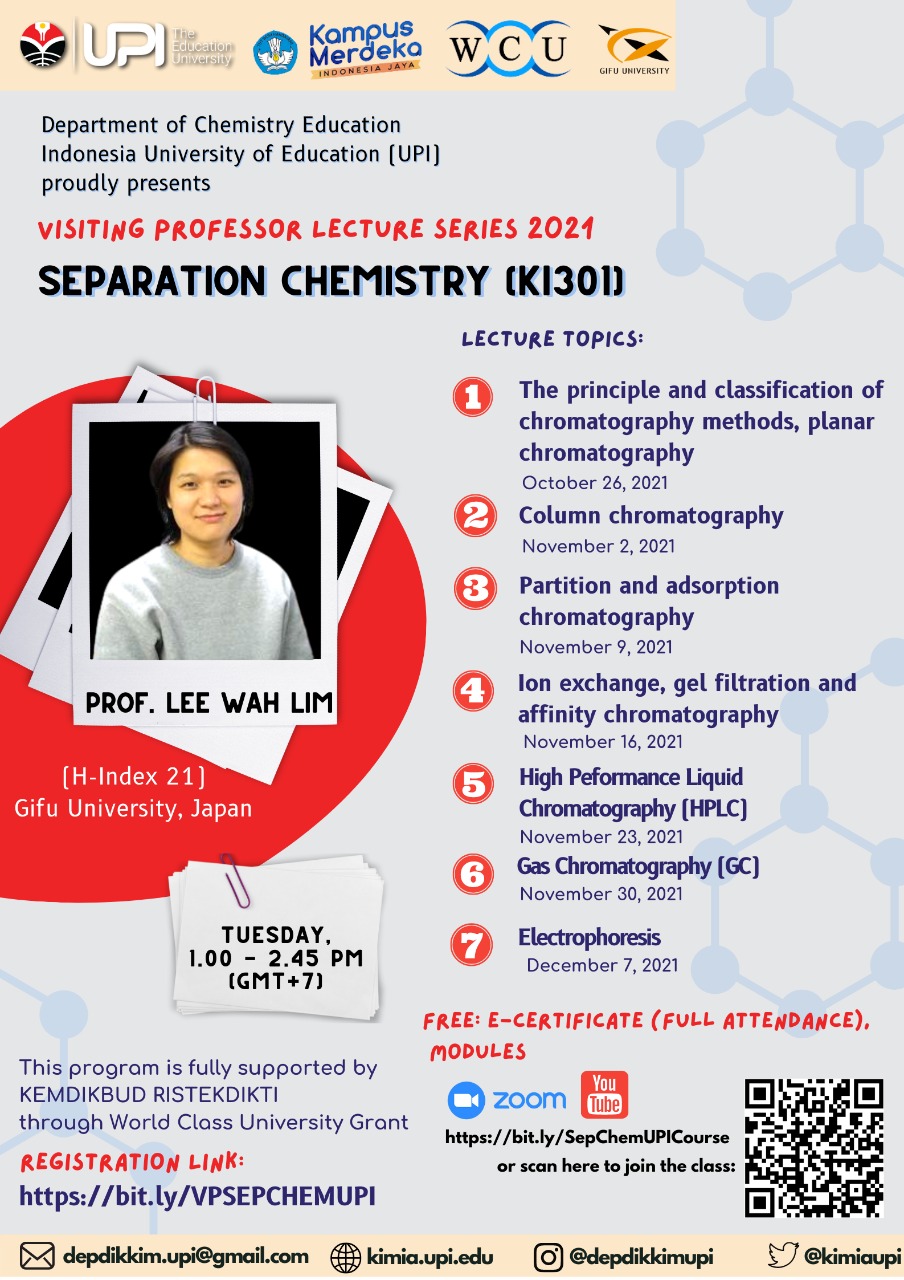 UPI The Education University
Kampus Merdeka
INDONESIA JAYA
WCU
GIFU UNIVERSITY
Department of Chemistry Education
Indonesia University of Education (UPI)
proudly presents
VISITING PROFESSOR LECTURE SERIES 2021
SEPARATION CHEMISTRY (KI301)
LECTURE TOPICS:
1 The principle and classification of
chromatography methods, planar
chromatography
October 26, 2021
2 Column chromatography
November 2, 2021
3 Partition and adsorption
chromatography
November 9, 2021
4 Ion exchange, gel filtration and
affinity chromatography
November 16, 2021
5 High Peformance Liquid
Chromatography (HPLC)
November 23, 2021
6 Gas Chromatography (GC)
November 30, 2021
7 Electrophoresis
December 7, 2021
PROF. LEE WAH LIM
(H-Index 21)
Gifu University, Japan
TUESDAY,
1.00 - 2.45 PM
(GMT+7)
FREE: E-CERTIFICATE (FULL ATTENDANCE),
MODULES
zoom
You
Tube
https://bit.ly/SepChemUPICourse
or scan here to join the class:
This program is fully supported by
KEMDIKBUD RISTEKDIKTI
through World Class University Grant
REGISTRATION LINK:
https://bit.ly/VPSEPCHEMUPI
depdikkim.upi@gmail.com kimia.upi.edu @depdikkimupi @kimiaupi